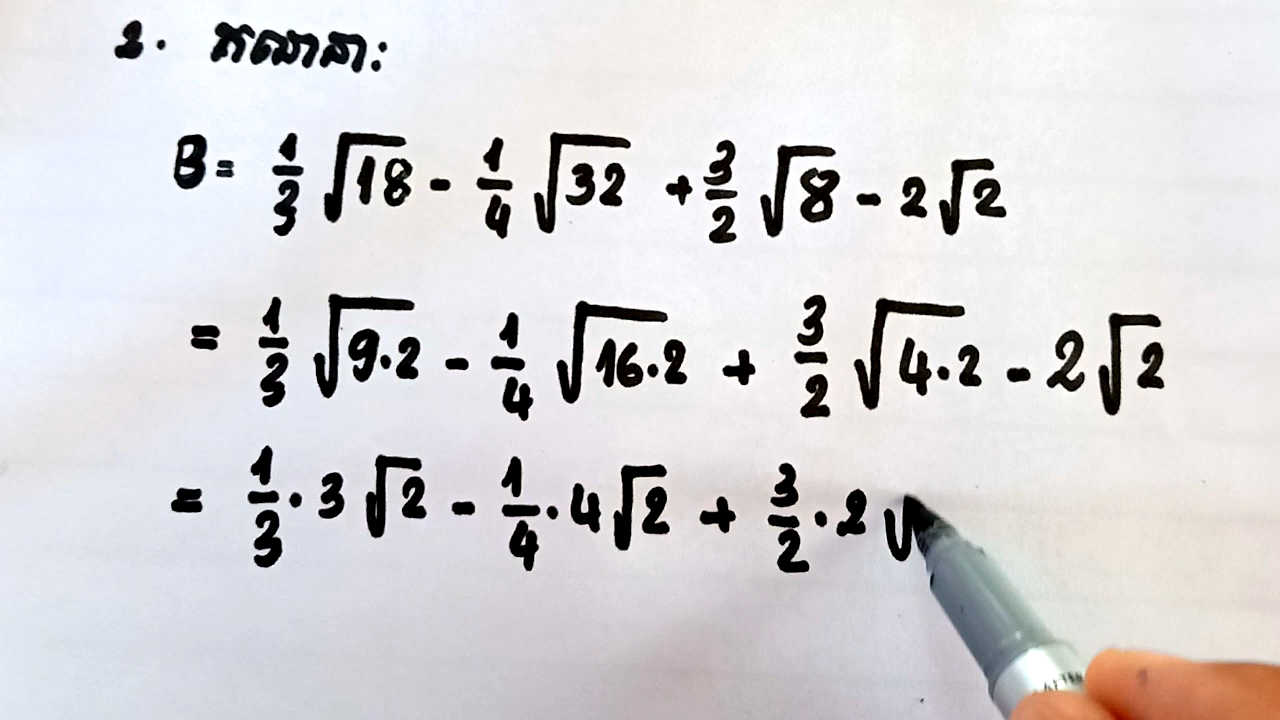 2. គណនា:
B = 1/3 √18 - 1/4 √32 + 3/2 √8 - 2√2
= 1/3 √9·2 - 1/4 √16·2 + 3/2 √4·2 - 2√2
= 1/3 · 3√2 - 1/4 · 4√2 + 3/2 · 2√